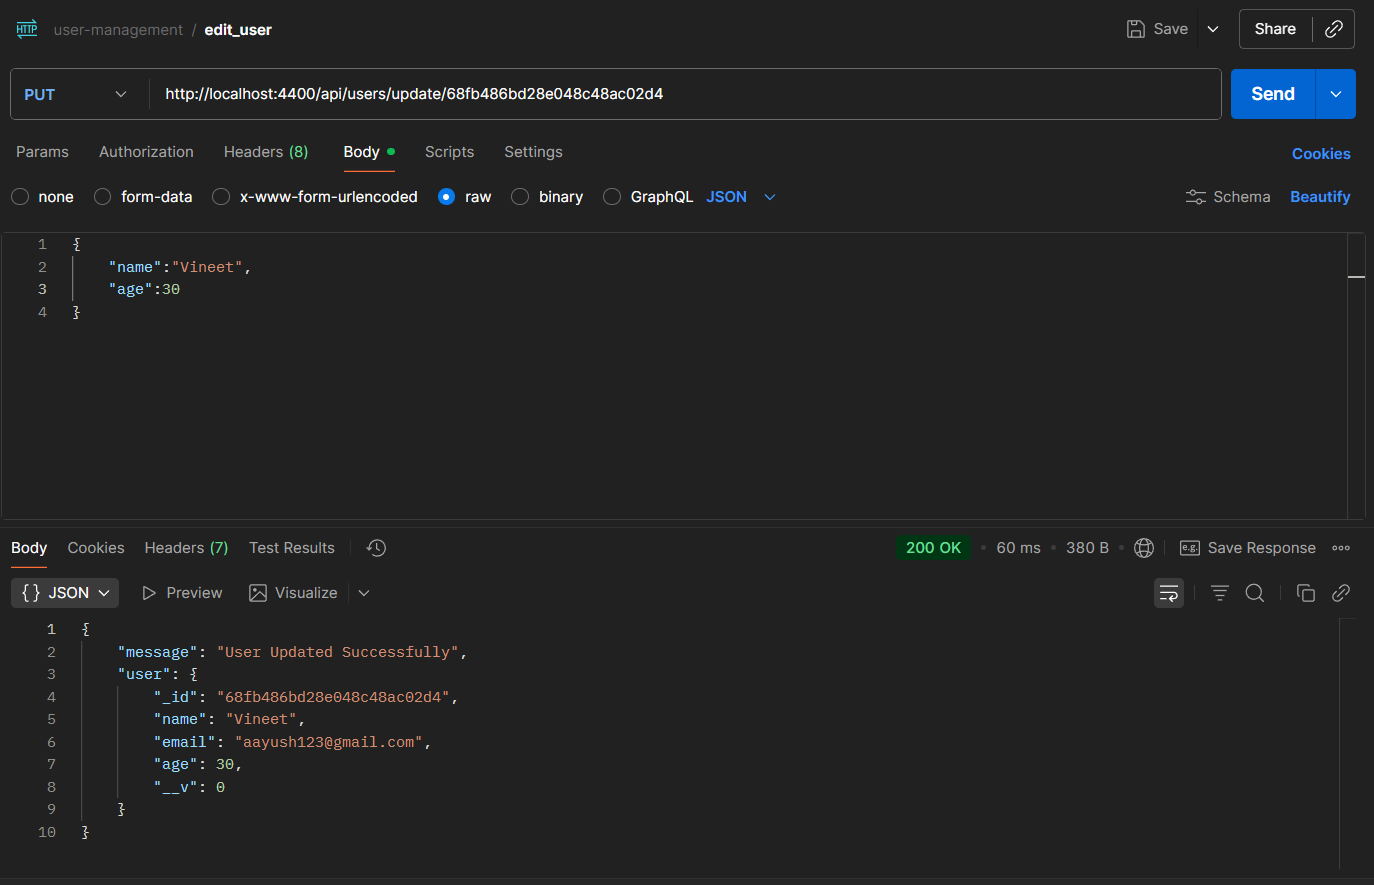 HTTP user-management / edit_user Save Share
PUT http://localhost:4400/api/users/update/68fb486bd28e048c48ac02d4 Send
Params Authorization Headers (8) Body Scripts Settings Cookies
none form-data x-www-form-urlencoded raw binary GraphQL JSON Schema Beautify
1 {
2 "name":"Vineet",
3 "age":30
4 }
Body Cookies Headers (7) Test Results 200 OK • 60 ms • 380 B • e.g. Save Response
{} JSON Preview Visualize
1 {
2 "message": "User Updated Successfully",
3 "user": {
4 "_id": "68fb486bd28e048c48ac02d4",
5 "name": "Vineet",
6 "email": "aayush123@gmail.com",
7 "age": 30,
8 "__v": 0
9 }
10 }